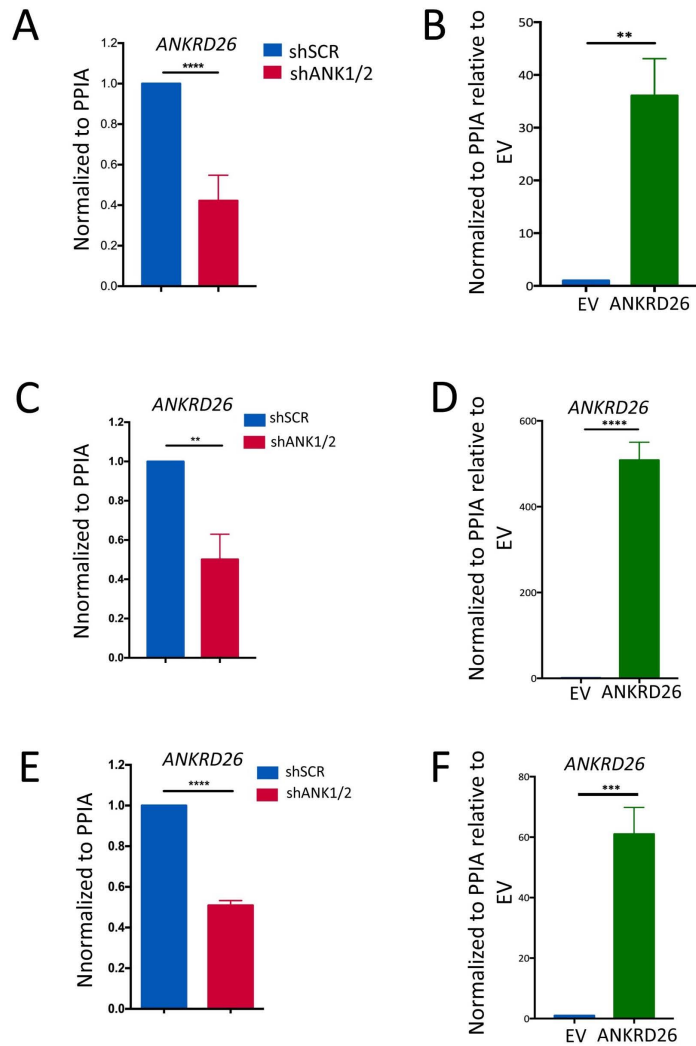 A
ANKRD26
****
shSCR
shANK1/2
Normalized to PPIA
1.2
1.0
0.8
0.6
0.4
0.2
0.0
B
**
Normalized to PPIA relative to
EV
50
40
30
20
10
0
EV ANKRD26
C
ANKRD26
**
shSCR
shANK1/2
Nnormalized to PPIA
1.2
1.0
0.8
0.6
0.4
0.2
0.0
D
ANKRD26
****
Normalized to PPIA relative to
EV
600
400
200
0
EV ANKRD26
E
ANKRD26
****
shSCR
shANK1/2
Nnormalized to PPIA
1.2
1.0
0.8
0.6
0.4
0.2
0.0
F
ANKRD26
***
Normalized to PPIA relative to
EV
80
60
40
20
0
EV ANKRD26